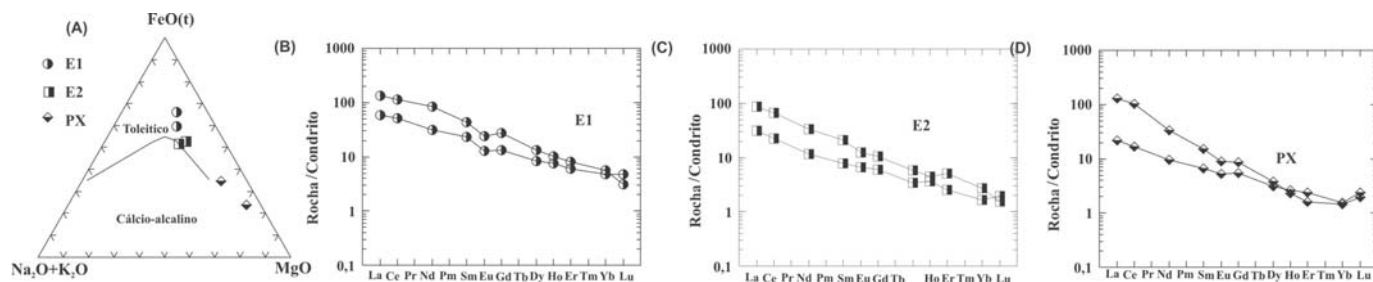 (A)
FeO(t)
E1
E2
PX
Toleitico
Cálcio-alcalino
Na₂O+K₂O
MgO
(B)
Rocha/Condrito
1000
100
10
1
0,1
E1
La Ce Pr Nd Pm Sm Eu Gd Tb Dy Ho Er Tm Yb Lu
(C)
Rocha/Condrito
1000
100
10
1
0,1
E2
La Ce Pr Nd Pm Sm Eu Gd Tb Ho Er Tm Yb Lu
(D)
Rocha/Condrito
1000
100
10
1
0,1
PX
La Ce Pr Nd Pm Sm Eu Gd Tb Dy Ho Er Tm Yb Lu